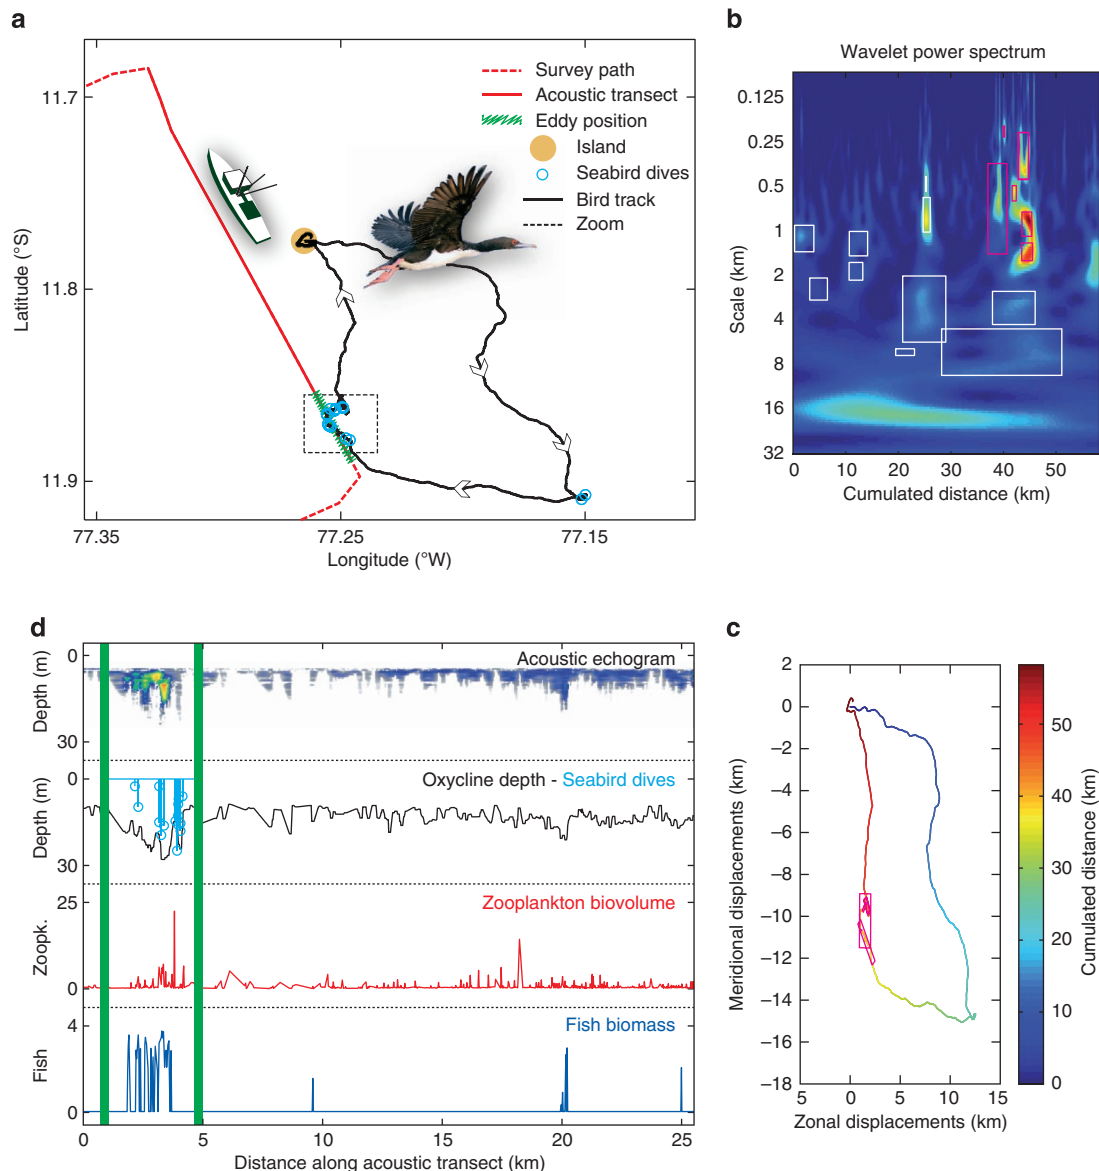 a
11.7
11.8
11.9
Latitude (°S)
77.35
77.25
77.15
Longitude (°W)
Survey path
Acoustic transect
Eddy position
Island
Seabird dives
Bird track
Zoom
b
Wavelet power spectrum
0.125
0.25
0.5
1
2
4
8
16
32
Scale (km)
0 10 20 30 40 50
Cumulated distance (km)
d
Acoustic echogram
0
30
Depth (m)
Oxycline depth - Seabird dives
0
30
Depth (m)
Zooplankton biovolume
25
0
Zoopk.
Fish biomass
4
0
Fish
0 5 10 15 20 25
Distance along acoustic transect (km)
c
2
0
−2
−4
−6
−8
−10
−12
−14
−16
−18
Meridional displacements (km)
0 5 10 15
Zonal displacements (km)
50
40
30
20
10
0
Cumulated distance (km)